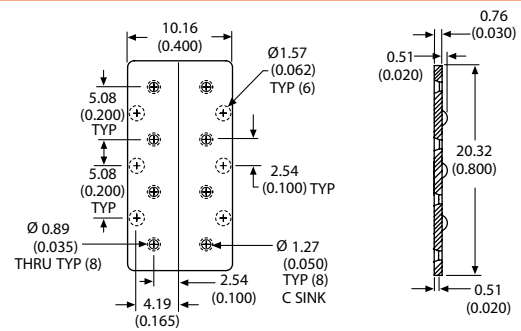 10.16
(0.400)
Ø1.57
(0.062)
TYP (6)
5.08
(0.200)
TYP
5.08
(0.200)
TYP
2.54
(0.100) TYP
Ø 0.89
(0.035)
THRU TYP (8)
Ø 1.27
(0.050)
TYP (8)
C SINK
2.54
(0.100)
4.19
(0.165)
0.76
(0.030)
0.51
(0.020)
20.32
(0.800)
0.51
(0.020)